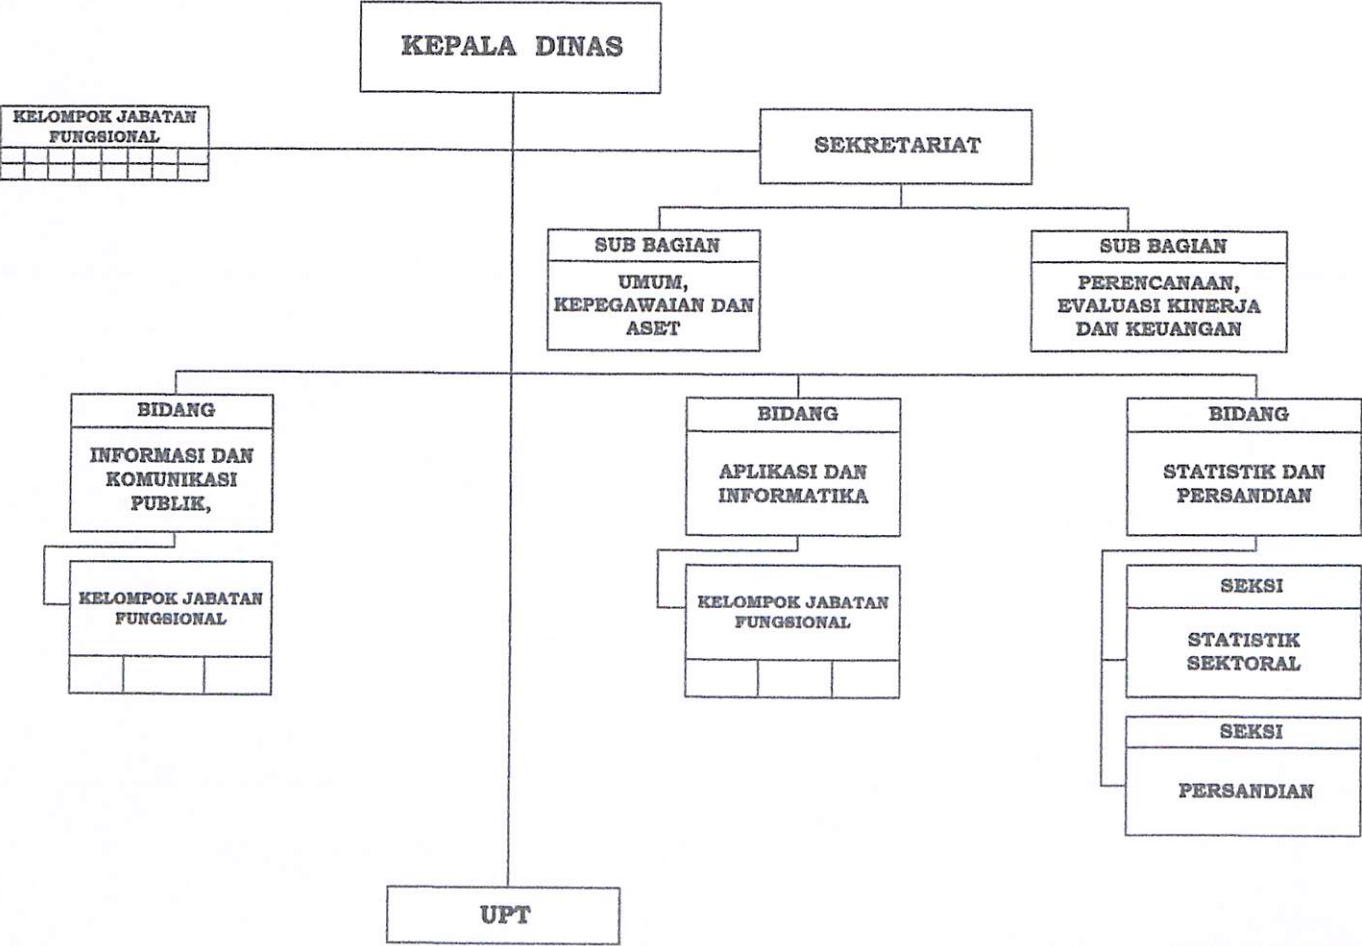 KEPALA DINAS
KELOMPOK JABATAN
FUNGSIONAL
SEKRETARIAT
SUB BAGIAN
UMUM,
KEPEGAWAIAN DAN
ASET
SUB BAGIAN
PERENCANAAN,
EVALUASI KINERJA
DAN KEUANGAN
BIDANG
INFORMASI DAN
KOMUNIKASI
PUBLIK,
BIDANG
APLIKASI DAN
INFORMATIKA
BIDANG
STATISTIK DAN
PERSANDIAN
KELOMPOK JABATAN
FUNGSIONAL
KELOMPOK JABATAN
FUNGSIONAL
SEKSI
STATISTIK
SEKTORAL
SEKSI
PERSANDIAN
UPT